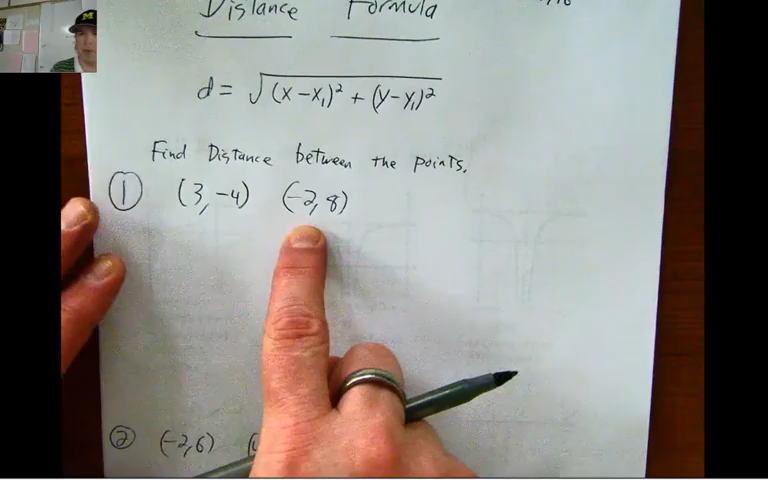 Distance Formula
d = √(x-x₁)² + (y-y₁)²
Find Distance between the points.
① (3, -4) (-2, 8)
② (-2, 6)
M